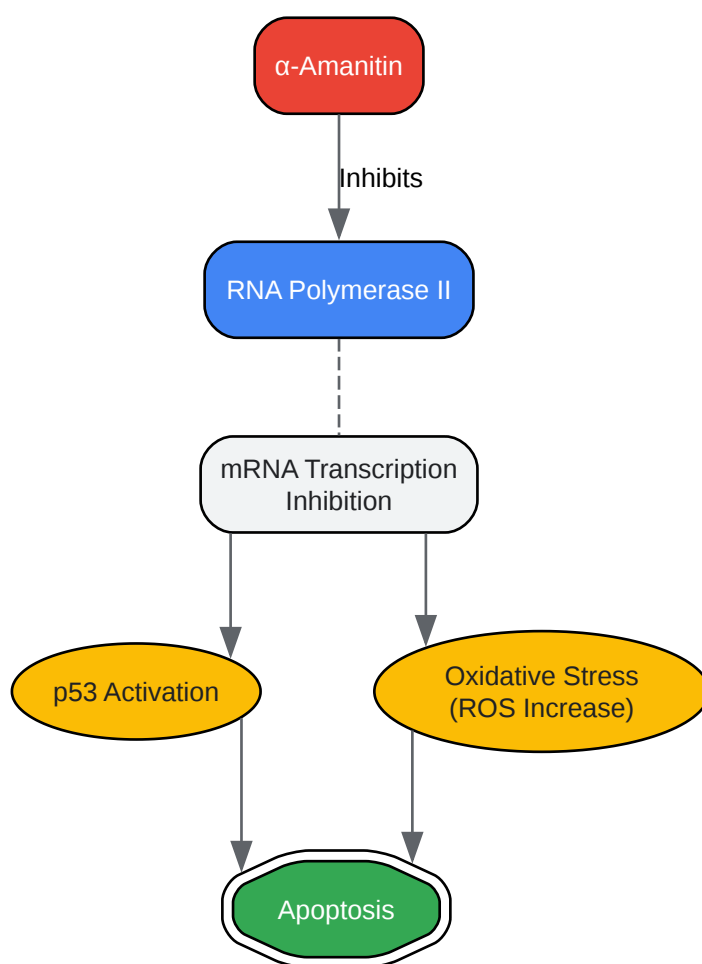 α-Amanitin
Inhibits
RNA Polymerase II
mRNA Transcription
Inhibition
p53 Activation
Oxidative Stress
(ROS Increase)
Apoptosis